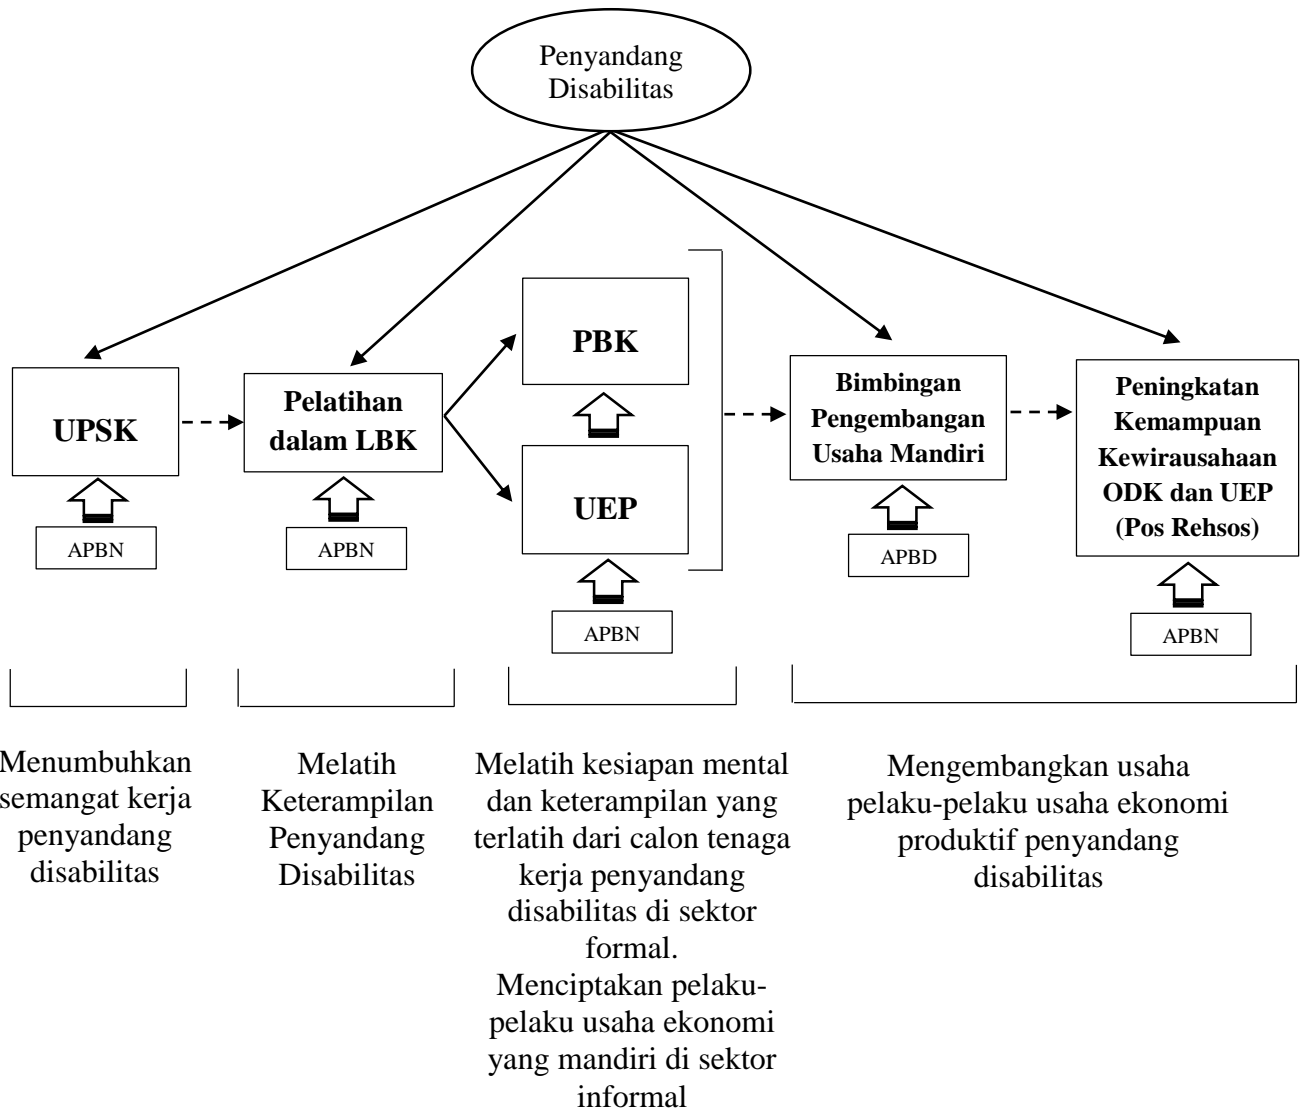 Penyandang
Disabilitas
UPSK
Pelatihan
dalam LBK
PBK
UEP
Bimbingan
Pengembangan
Usaha Mandiri
Peningkatan
Kemampuan
Kewirausahaan
ODK dan UEP
(Pos Rehsos)
APBN
APBN
APBN
APBD
APBN
Menumbuhkan
semangat kerja
penyandang
disabilitas
Melatih
Keterampilan
Penyandang
Disabilitas
Melatih kesiapan mental
dan keterampilan yang
terlatih dari calon tenaga
kerja penyandang
disabilitas di sektor
formal.
Menciptakan pelaku-
pelaku usaha ekonomi
yang mandiri di sektor
informal
Mengembangkan usaha
pelaku-pelaku usaha ekonomi
produktif penyandang
disabilitas